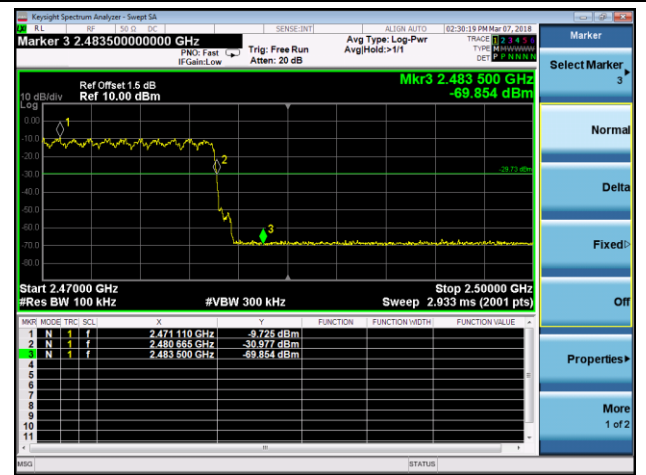 Keysight Spectrum Analyzer - Swept SA
RL RF 50 Ω DC SENSE:INT ALIGN AUTO 02:30:19 PM Mar 07, 2018
Marker 3 2.483500000000 GHz
PNO: Fast
IFGain:Low
Trig: Free Run
Atten: 20 dB
Avg Type: Log-Pwr
Avg|Hold:>1/1
TRACE 1 2 3 4 5 6
TYPE M W W W W W
DET P P N N N N
Ref Offset 1.5 dB
Ref 10.00 dBm
10 dB/div
Log
Mkr3 2.483 500 GHz
-69.854 dBm
0.00
-10.0
-20.0
-30.0
-40.0
-50.0
-60.0
-70.0
-80.0
1
2
3
-29.73 dBm
Start 2.47000 GHz
Stop 2.50000 GHz
#Res BW 100 kHz #VBW 300 kHz Sweep 2.933 ms (2001 pts)
MKR MODE TRC SCL X Y FUNCTION FUNCTION WIDTH FUNCTION VALUE
1 N 1 f 2.471 110 GHz -9.725 dBm
2 N 1 f 2.480 665 GHz -30.977 dBm
3 N 1 f 2.483 500 GHz -69.854 dBm
4
5
6
7
8
9
10
11
MSG STATUS
Marker
Select Marker
3
Normal
Delta
Fixed
Off
Properties
More
1 of 2